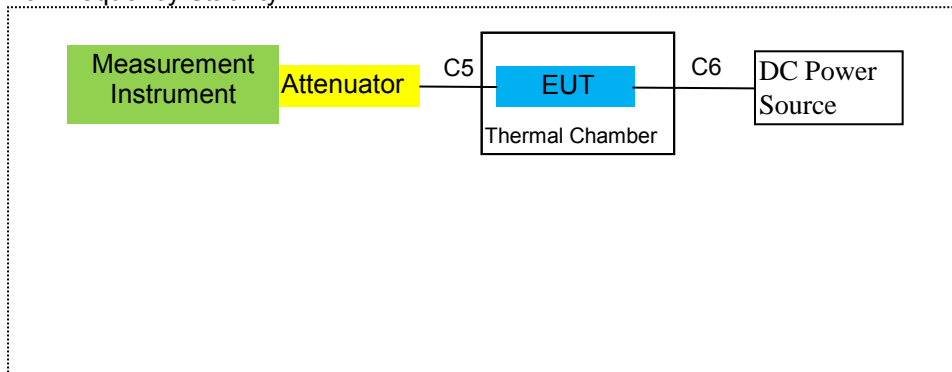 Measurement
Instrument
Attenuator
C5
EUT
Thermal Chamber
C6
DC Power
Source